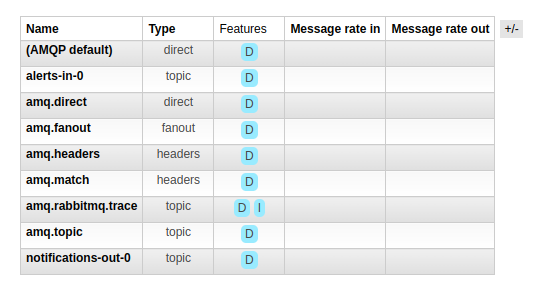 Name Type Features Message rate in Message rate out +/-
(AMQP default) direct D
alerts-in-0 topic D
amq.direct direct D
amq.fanout fanout D
amq.headers headers D
amq.match headers D
amq.rabbitmq.trace topic D I
amq.topic topic D
notifications-out-0 topic D